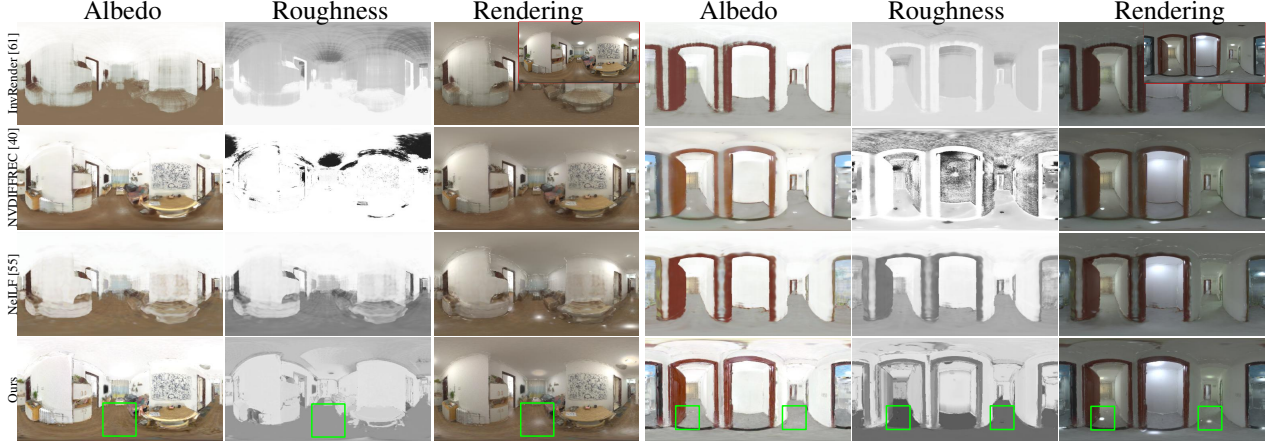 Albedo Roughness Rendering Albedo Roughness Rendering
InvRender [61]
NVDIFFREC [40]
NeILF [55]
Ours